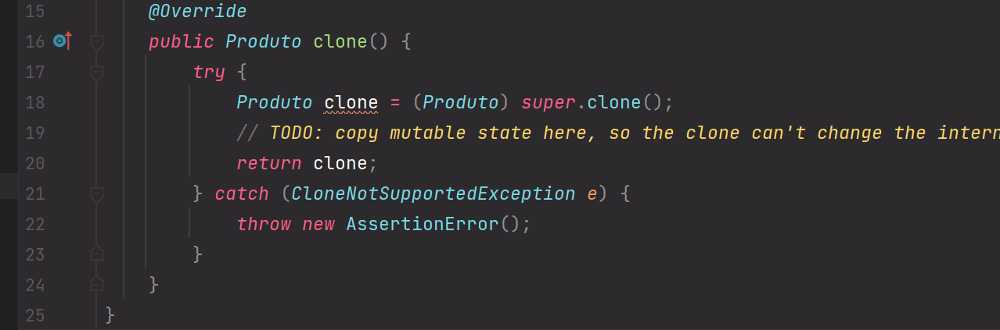 15 @Override
16 public Produto clone() {
17 try {
18 Produto clone = (Produto) super.clone();
19 // TODO: copy mutable state here, so the clone can't change the
20 return clone;
21 } catch (CloneNotSupportedException e) {
22 throw new AssertionError();
23 }
24 }
25 }